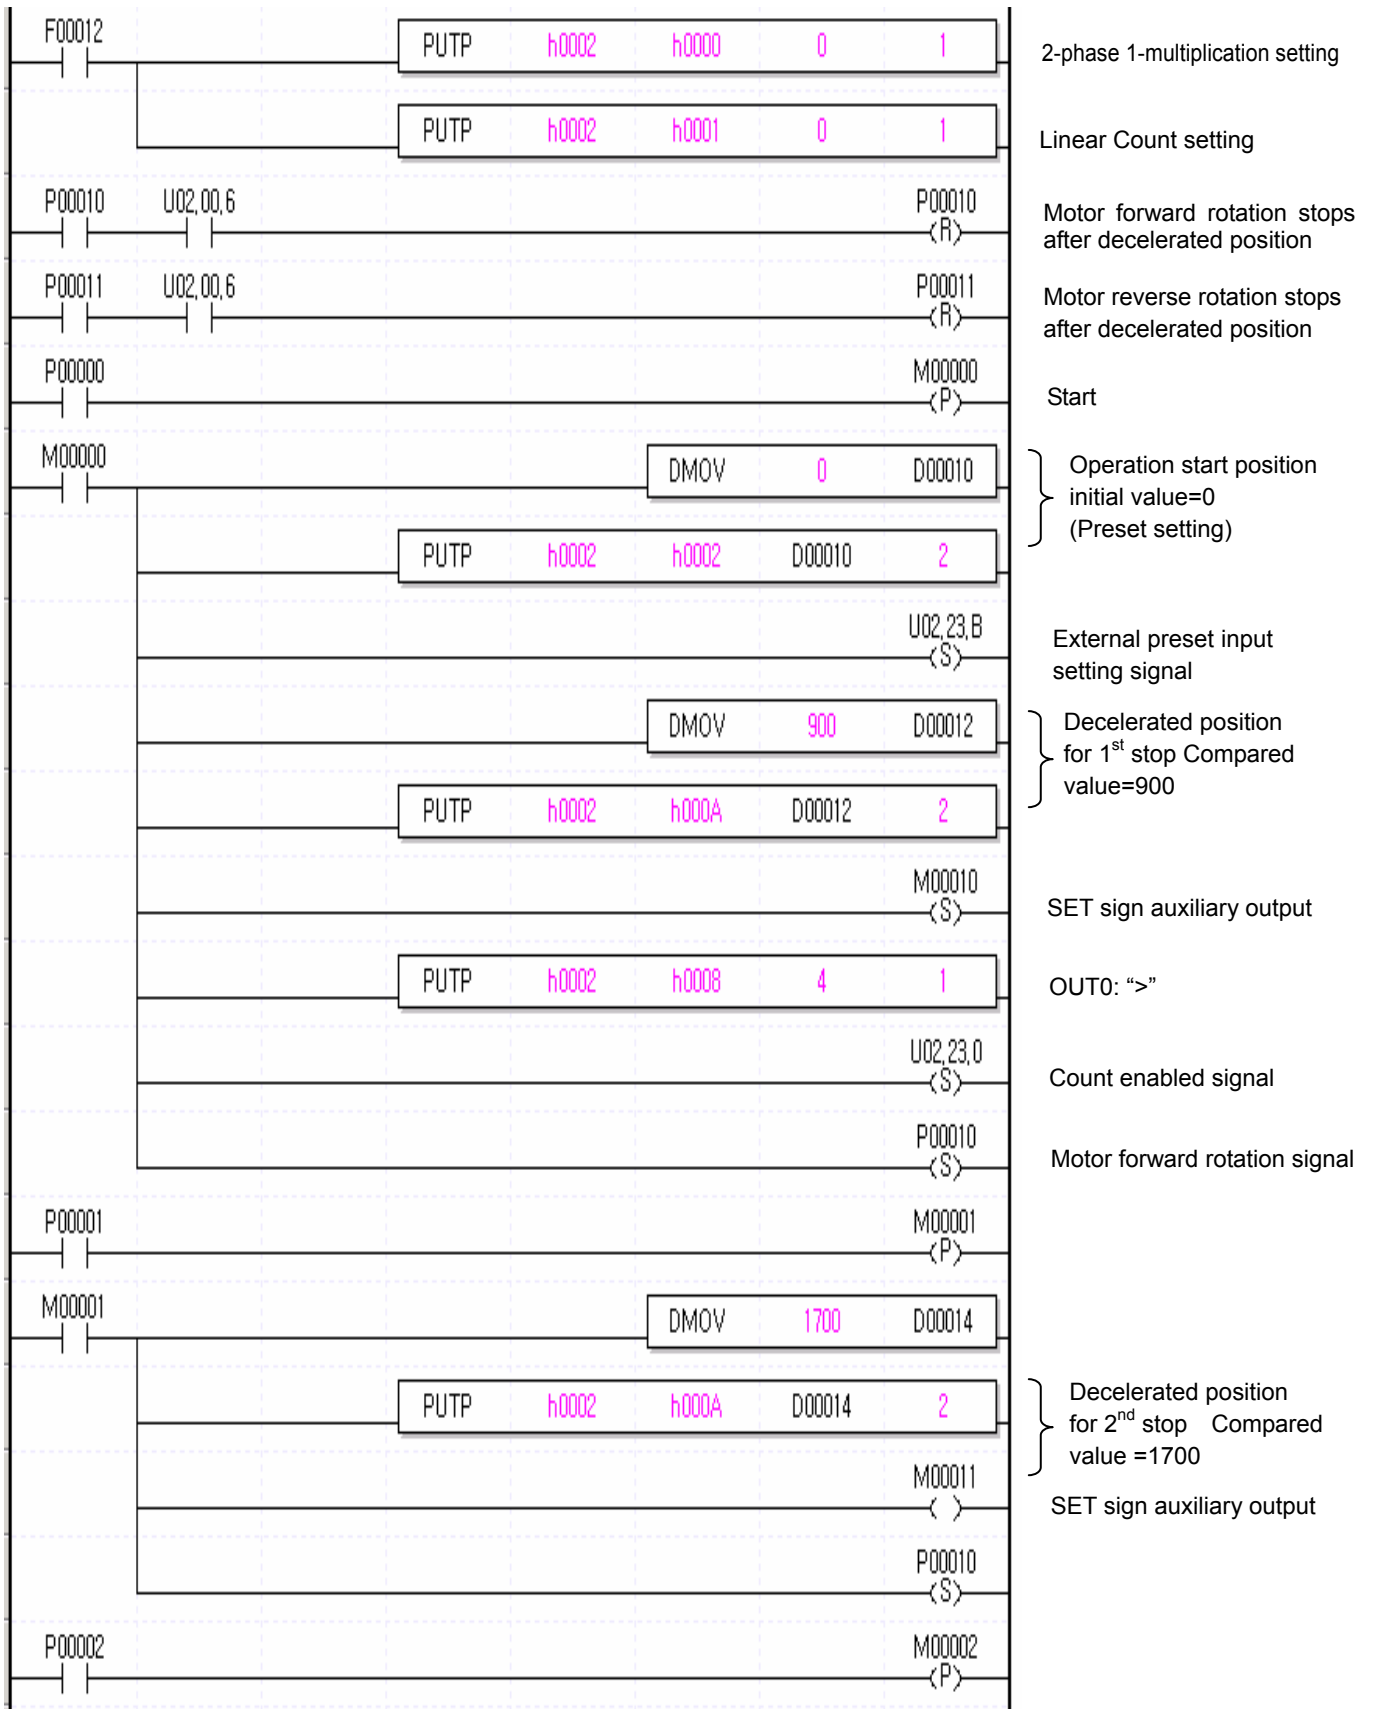 F00012
PUTP h0002 h0000 0 1
2-phase 1-multiplication setting
PUTP h0002 h0001 0 1
Linear Count setting
P00010 U02,00,6 P00010
(R)
Motor forward rotation stops
after decelerated position
P00011 U02,00,6 P00011
(R)
Motor reverse rotation stops
after decelerated position
P00000 M00000
(P)
Start
M00000
DMOV 0 D00010
Operation start position
initial value=0
(Preset setting)
PUTP h0002 h0002 D00010 2
U02,23,B
(S)
External preset input
setting signal
DMOV 900 D00012
Decelerated position
for 1st stop Compared
value=900
PUTP h0002 h000A D00012 2
M00010
(S)
SET sign auxiliary output
PUTP h0002 h0008 4 1
OUT0: “>”
U02,23,0
(S)
Count enabled signal
P00010
(S)
Motor forward rotation signal
P00001 M00001
(P)
M00001
DMOV 1700 D00014
PUTP h0002 h000A D00014 2
Decelerated position
for 2nd stop Compared
value =1700
M00011
( )
SET sign auxiliary output
P00010
(S)
P00002 M00002
(P)